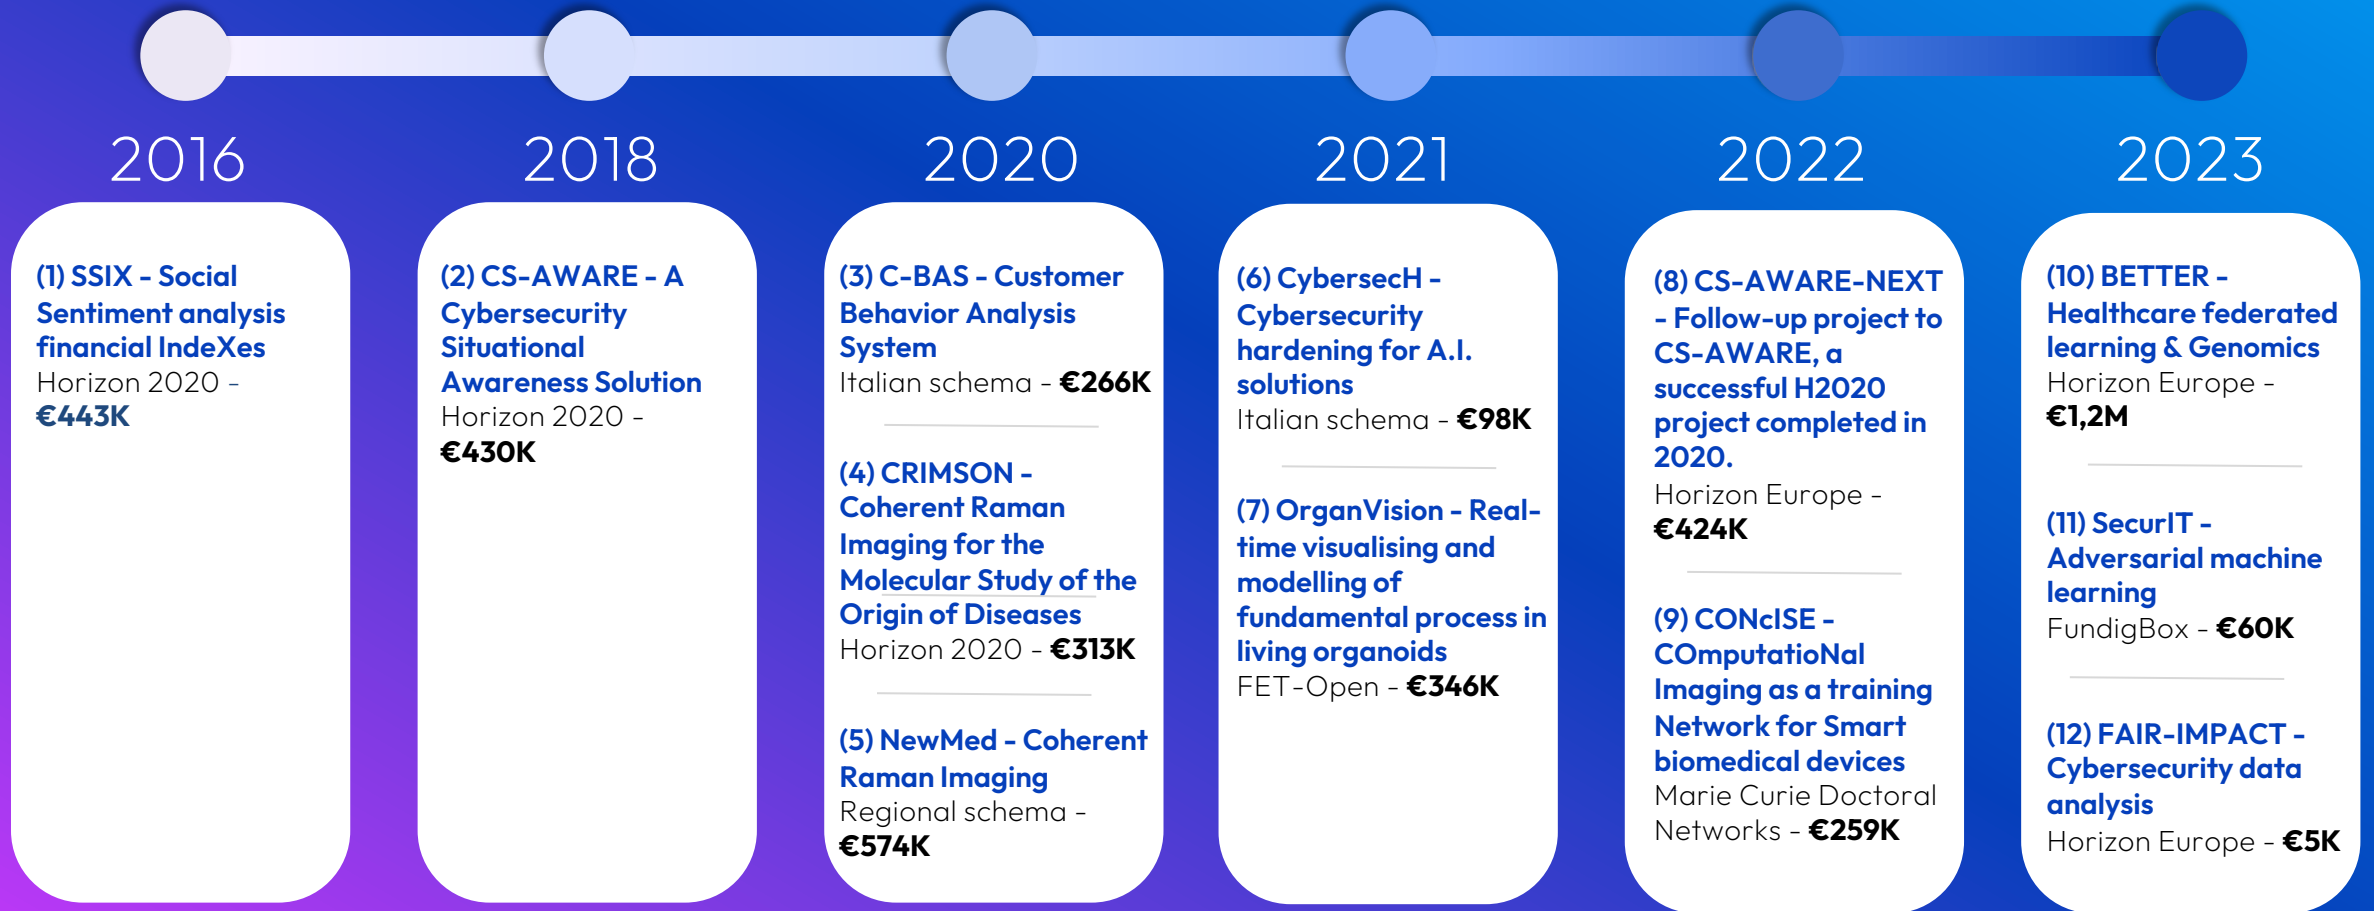 2016
2018
2020
2021
2022
2023
(1) SSIX - Social
Sentiment analysis
financial IndeXes
Horizon 2020 -
€443K
(2) CS-AWARE - A
Cybersecurity
Situational
Awareness Solution
Horizon 2020 -
€430K
(3) C-BAS - Customer
Behavior Analysis
System
Italian schema - €266K
(4) CRIMSON -
Coherent Raman
Imaging for the
Molecular Study of the
Origin of Diseases
Horizon 2020 - €313K
(5) NewMed - Coherent
Raman Imaging
Regional schema -
€574K
(6) CybersecH -
Cybersecurity
hardening for A.I.
solutions
Italian schema - €98K
(7) OrganVision - Real-
time visualising and
modelling of
fundamental process in
living organoids
FET-Open - €346K
(8) CS-AWARE-NEXT
- Follow-up project to
CS-AWARE, a
successful H2020
project completed in
2020.
Horizon Europe -
€424K
(9) CONcISE -
COmputatioNal
Imaging as a training
Network for Smart
biomedical devices
Marie Curie Doctoral
Networks - €259K
(10) BETTER -
Healthcare federated
learning & Genomics
Horizon Europe -
€1,2M
(11) SecurIT -
Adversarial machine
learning
FundigBox - €60K
(12) FAIR-IMPACT -
Cybersecurity data
analysis
Horizon Europe - €5K